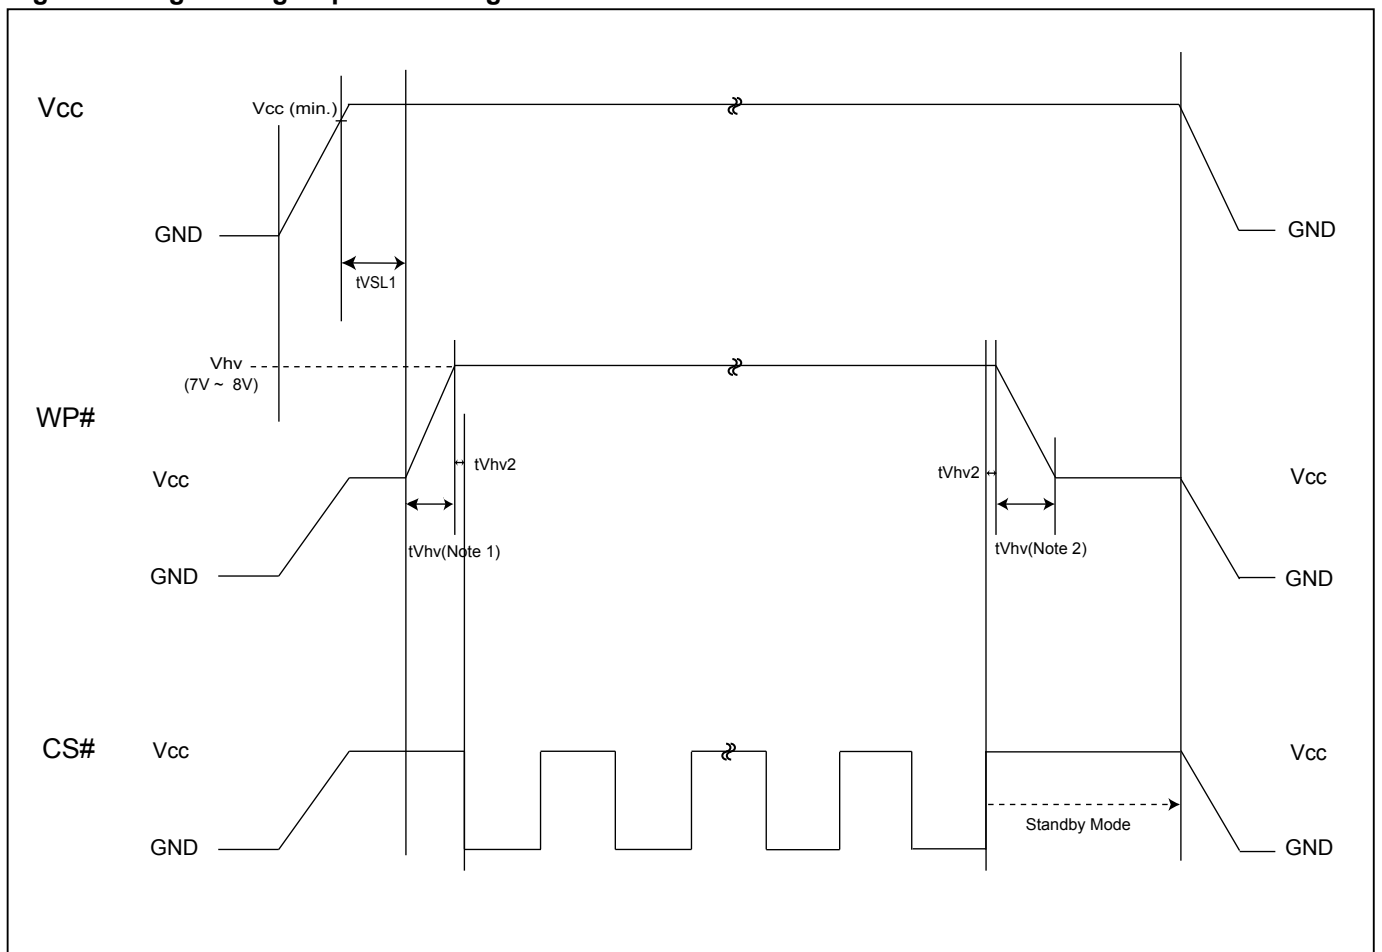 Vcc
Vcc (min.)
GND
GND
tVSL1
Vhv
(7V ~ 8V)
WP#
tVhv2
tVhv2
Vcc
Vcc
tVhv(Note 1)
tVhv(Note 2)
GND
GND
CS#
Vcc
Vcc
Standby Mode
GND
GND